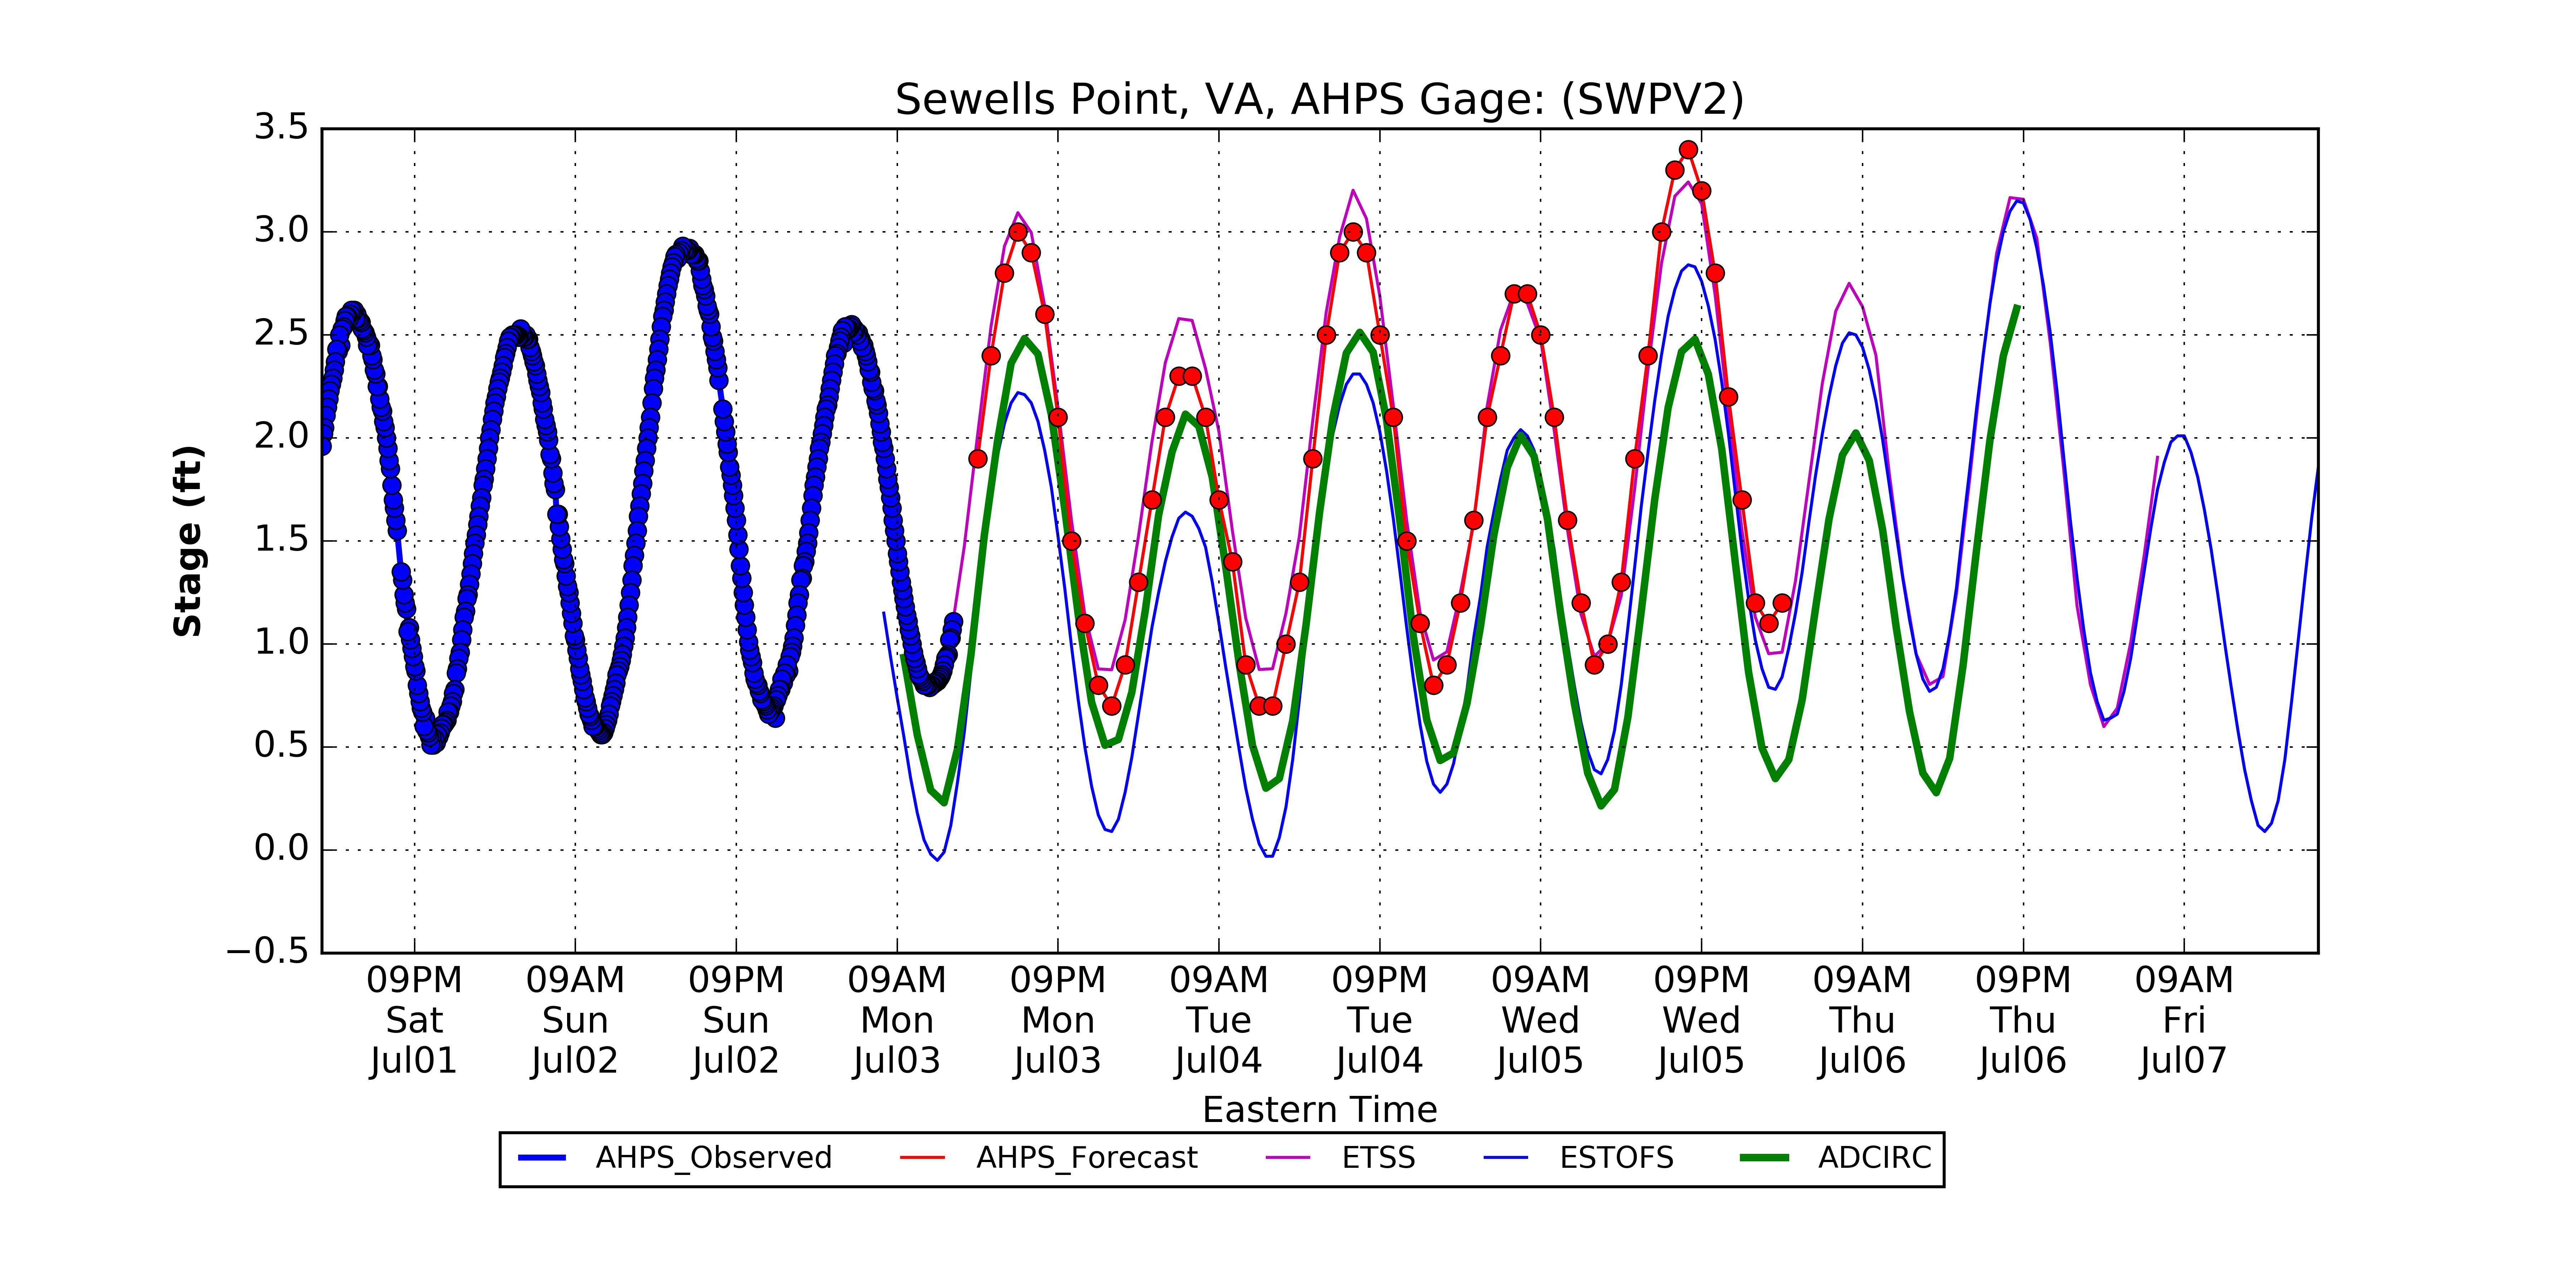 Sewells Point, VA, AHPS Gage: (SWPV2)
3.5
3.0
2.5
2.0
1.5
1.0
0.5
0.0
−0.5
Stage (ft)
09PM 09AM 09PM 09AM 09PM 09AM 09PM 09AM 09PM 09AM 09PM 09AM
Sat Sun Sun Mon Mon Tue Tue Wed Wed Thu Thu Fri
Jul01 Jul02 Jul02 Jul03 Jul03 Jul04 Jul04 Jul05 Jul05 Jul06 Jul06 Jul07
Eastern Time
AHPS_Observed AHPS_Forecast ETSS ESTOFS ADCIRC